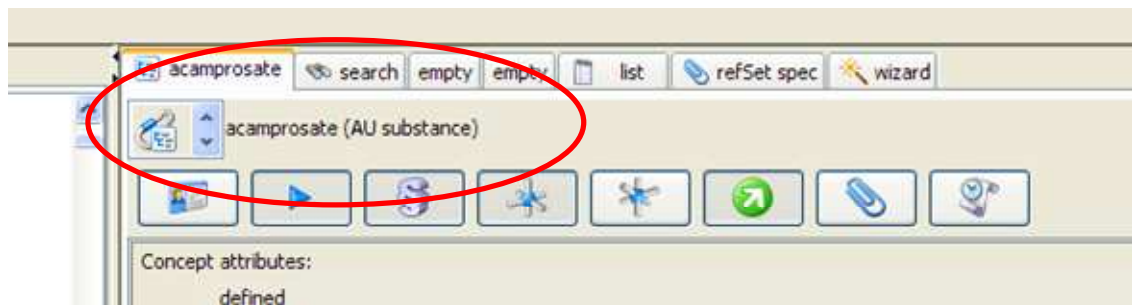 acamprosate search empty empty list refSet spec wizard
acamprosate (AU substance)
Concept attributes:
defined